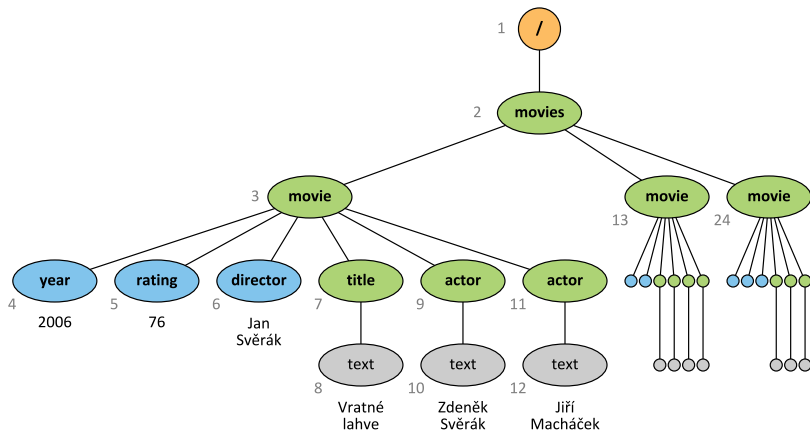 1 /
2 movies
3 movie
13 movie
24 movie
4 year
5 rating
6 director
7 title
9 actor
11 actor
2006
76
Jan
Svěrák
8 text
10 text
12 text
Vratné
lahve
Zdeněk
Svěrák
Jiří
Macháček